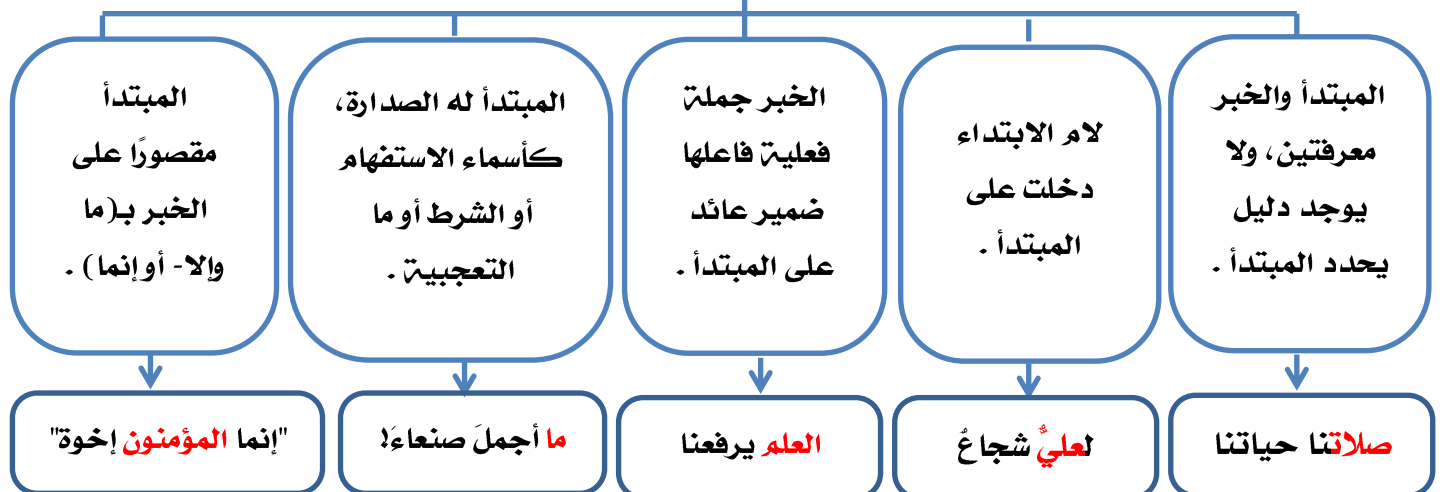 المبتدأ والخبر
معرفتين، ولا
يوجد دليل
يحدد المبتدأ .
لام الابتداء
دخلت على
المبتدأ .
الخبر جملة
فعلية فاعلها
ضمير عائد
على المبتدأ .
المبتدأ له الصدارة،
كأسماء الاستفهام
أو الشرط أو ما
التعجبية .
المبتدأ
مقصورًا على
الخبر بـ(ما
وإلا- أو إنما) .
صلاتنا حياتنا
لعليٌّ شجاعٌ
العلم يرفعنا
ما أجملَ صنعاءَ!
"إنما المؤمنون إخوة"